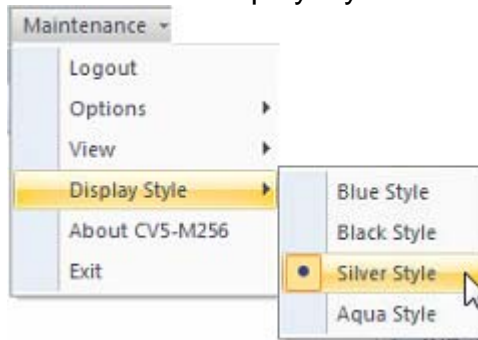 Maintenance
Logout
Options
View
Display Style
About CV5-M256
Exit
Blue Style
Black Style
Silver Style
Aqua Style